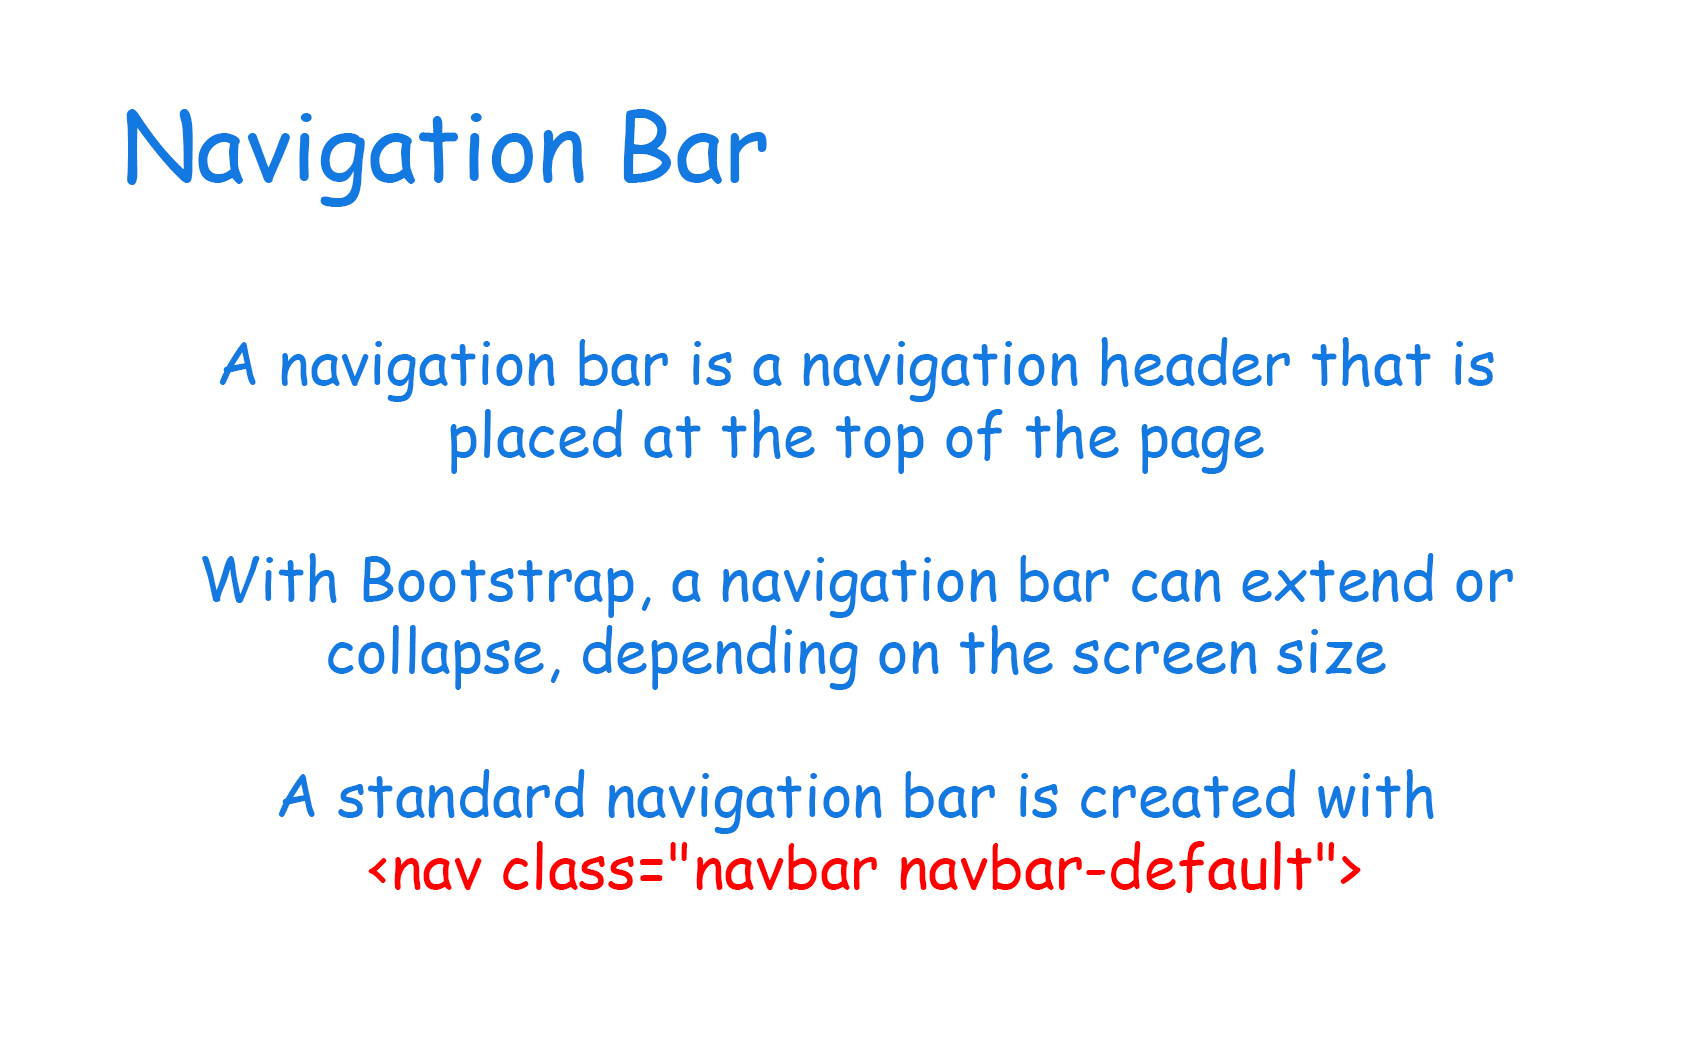 Navigation Bar
A navigation bar is a navigation header that is
placed at the top of the page
With Bootstrap, a navigation bar can extend or
collapse, depending on the screen size
A standard navigation bar is created with
<nav class="navbar navbar-default">